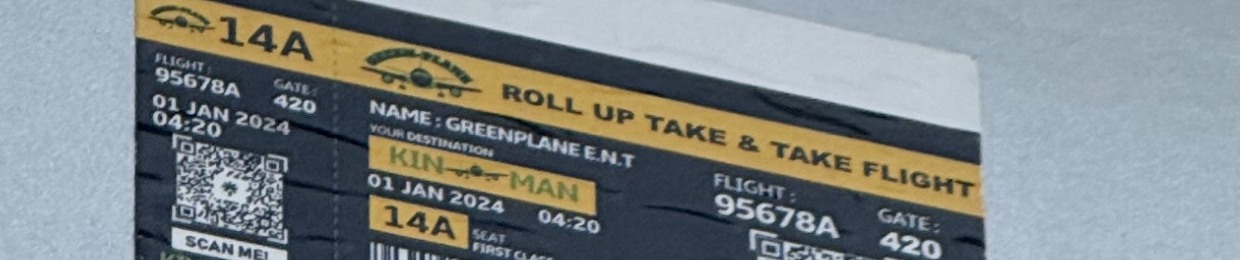 14A
FLIGHT:
95678A
GATE:
420
01 JAN 2024
04:20
SCAN ME!
GREEN-PLANE
ROLL UP TAKE & TAKE FLIGHT
NAME: GREENPLANE E.N.T
YOUR DESTINATION
KIN MAN
01 JAN 2024 04:20
14A
SEAT
FIRST CLASS
FLIGHT:
95678A
GATE:
420